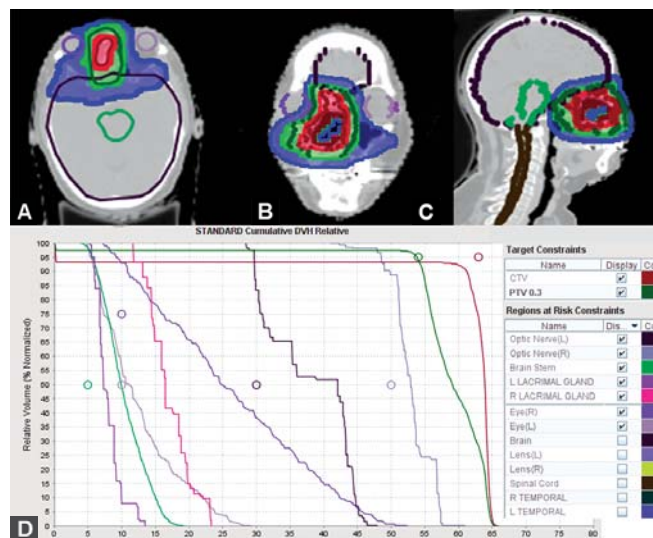 A
B
C
STANDARD Cumulative DVH Relative
Relative Volume (% Normalized)
100
95
90
85
80
75
70
65
60
55
50
45
40
35
30
25
20
15
10
5
0
0 5 10 15 20 25 30 35 40 45 50 55 60 65 70 75 80
D
Target Constraints
Name Display Co
CTV
PTV 0.3
Regions at Risk Constraints
Name Dis... Co
Optic Nerve(L)
Optic Nerve(R)
Brain Stern
L LACRIMAL GLAND
R LACRIMAL GLAND
Eye(R)
Eye(L)
Brain
Lens(L)
Lens(R)
Spinal Cord
R TEMPORAL
L TEMPORAL